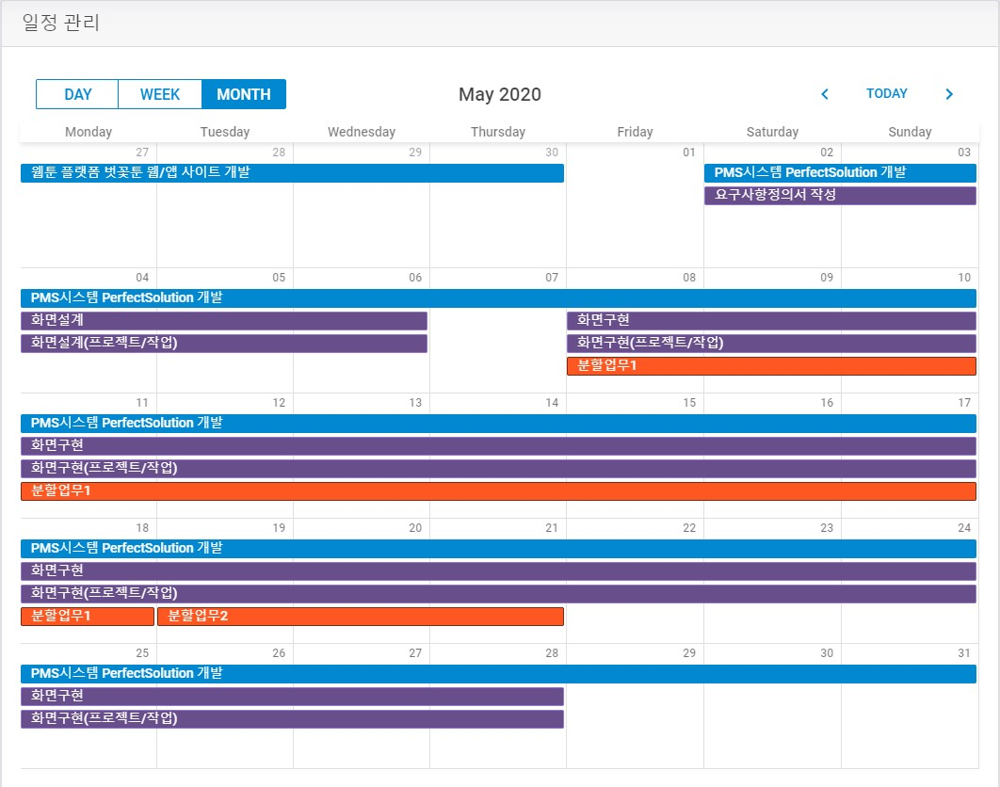 일정 관리
DAY WEEK MONTH May 2020 TODAY
Monday Tuesday Wednesday Thursday Friday Saturday Sunday
27 28 29 30 01 02 03
웹툰 플랫폼 벗꽃툰 웹/앱 사이트 개발 PMS시스템 PerfectSolution 개발
요구사항정의서 작성
04 05 06 07 08 09 10
PMS시스템 PerfectSolution 개발
화면설계 화면구현
화면설계(프로젝트/작업) 화면구현(프로젝트/작업)
분할업무1
11 12 13 14 15 16 17
PMS시스템 PerfectSolution 개발
화면구현
화면구현(프로젝트/작업)
분할업무1
18 19 20 21 22 23 24
PMS시스템 PerfectSolution 개발
화면구현
화면구현(프로젝트/작업)
분할업무1 분할업무2
25 26 27 28 29 30 31
PMS시스템 PerfectSolution 개발
화면구현
화면구현(프로젝트/작업)